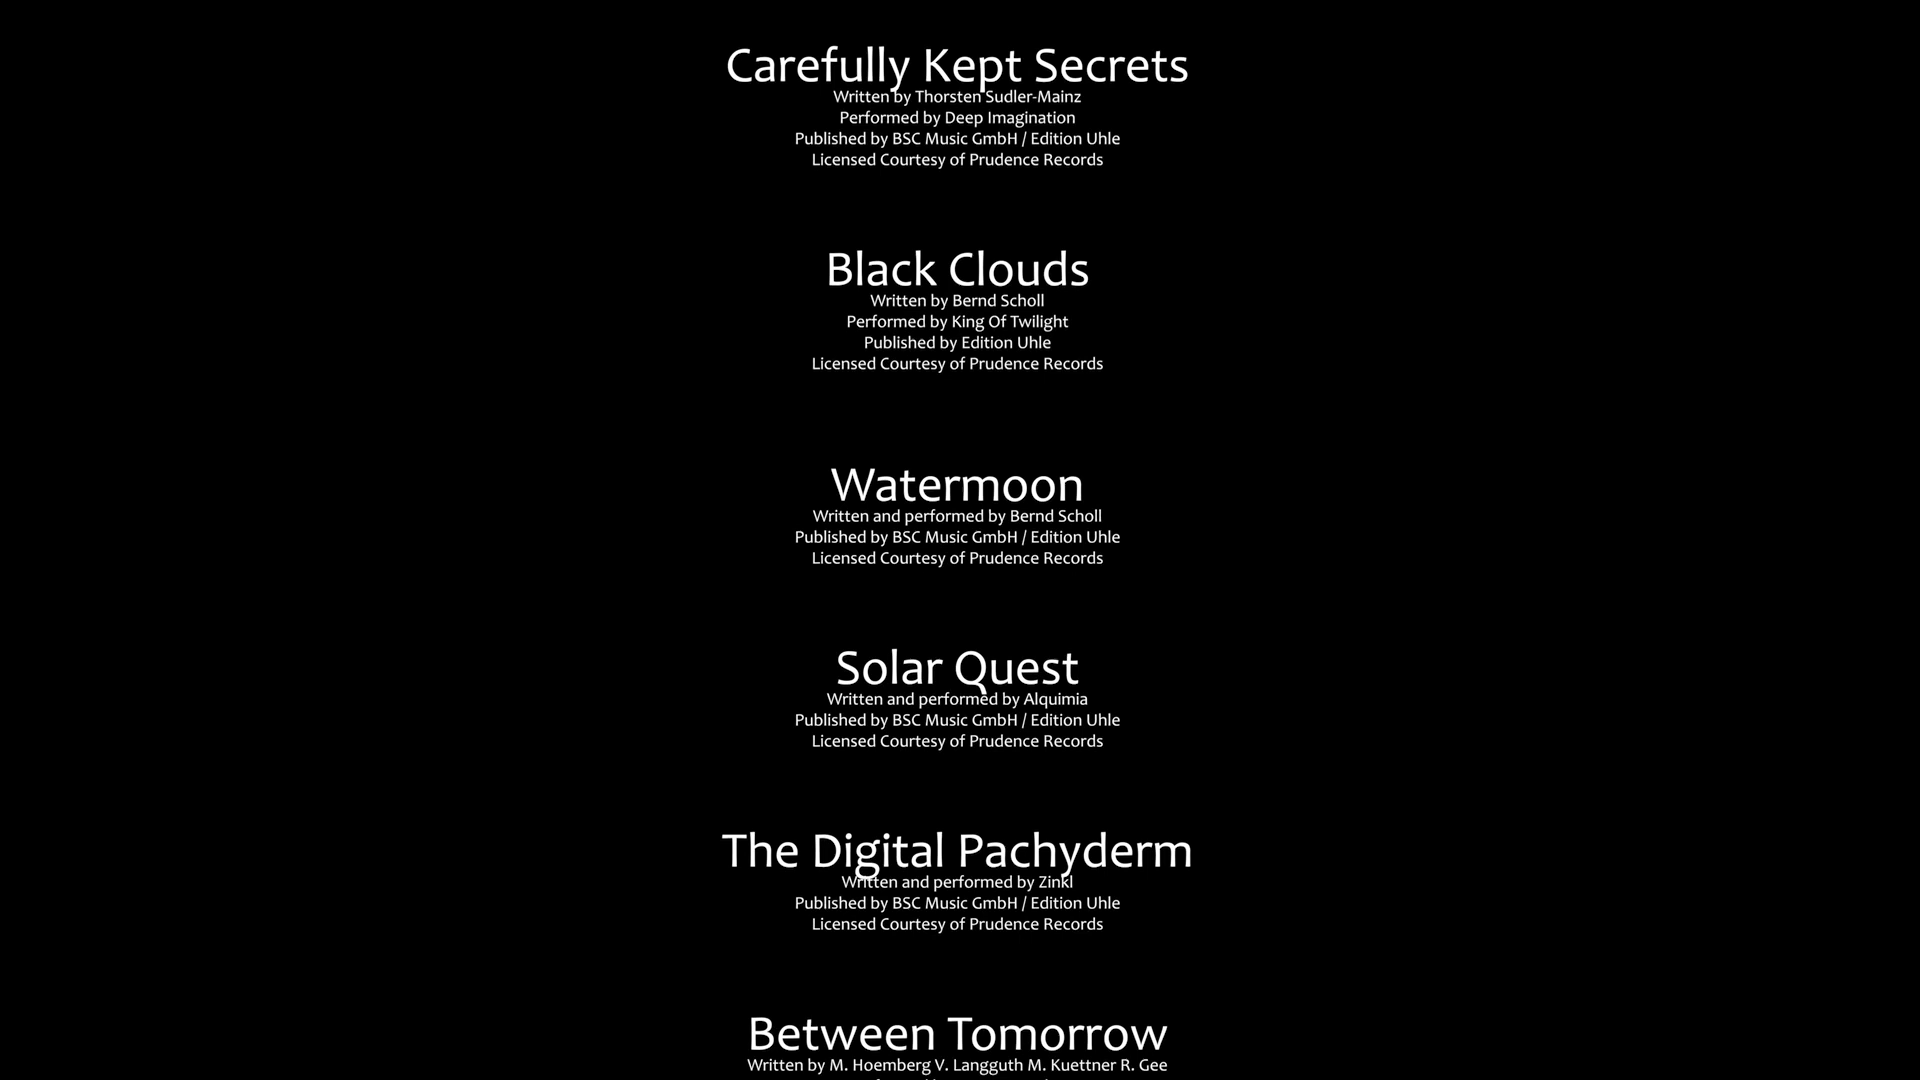 Carefully Kept Secrets
Written by Thorsten Sudler-Mainz
Performed by Deep Imagination
Published by BSC Music GmbH / Edition Uhle
Licensed Courtesy of Prudence Records
Black Clouds
Written by Bernd Scholl
Performed by King Of Twilight
Published by Edition Uhle
Licensed Courtesy of Prudence Records
Watermoon
Written and performed by Bernd Scholl
Published by BSC Music GmbH / Edition Uhle
Licensed Courtesy of Prudence Records
Solar Quest
Written and performed by Alquimia
Published by BSC Music GmbH / Edition Uhle
Licensed Courtesy of Prudence Records
The Digital Pachyderm
Written and performed by Zinkl
Published by BSC Music GmbH / Edition Uhle
Licensed Courtesy of Prudence Records
Between Tomorrow
Written by M. Hoemberg V. Langguth M. Kuettner R. Gee